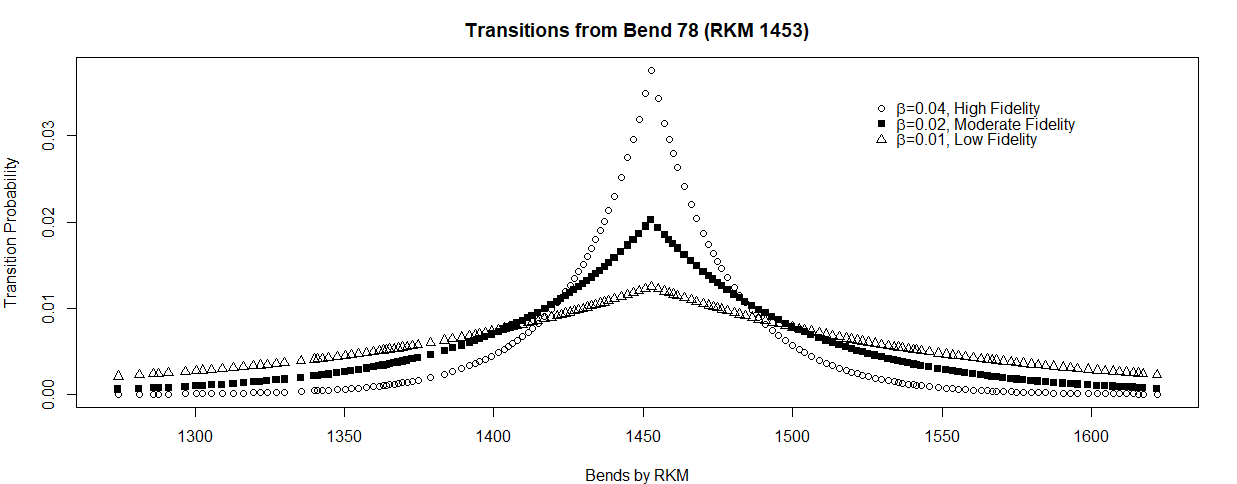 Transitions from Bend 78 (RKM 1453)
β=0.04, High Fidelity
β=0.02, Moderate Fidelity
β=0.01, Low Fidelity
Transition Probability
0.03
0.02
0.01
0.00
1300 1350 1400 1450 1500 1550 1600
Bends by RKM